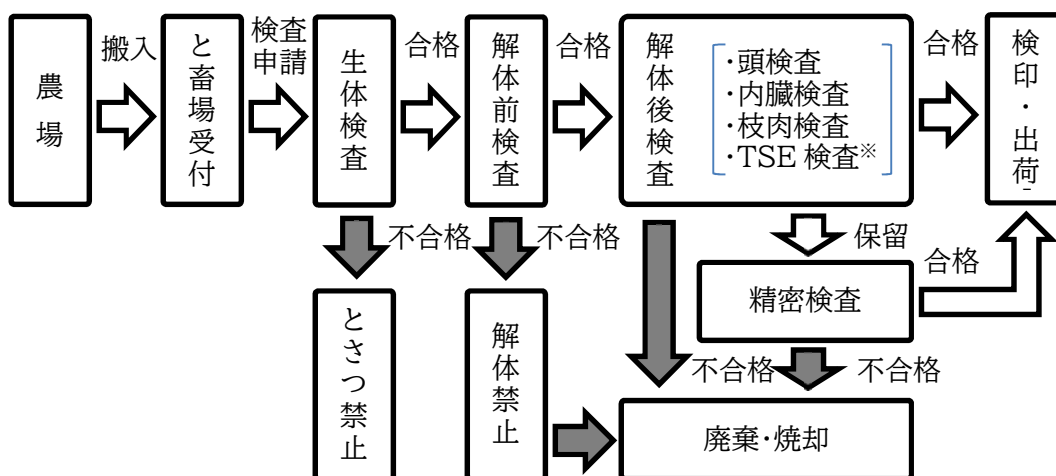 農場
搬入
と畜場受付
検査
申請
生体検査
合格
解体前検査
合格
解体後検査
・頭検査
・内臓検査
・枝肉検査
・TSE 検査※
合格
検印・出荷
不合格
不合格
保留
合格
精密検査
とさつ禁止
解体禁止
不合格
不合格
廃棄・焼却